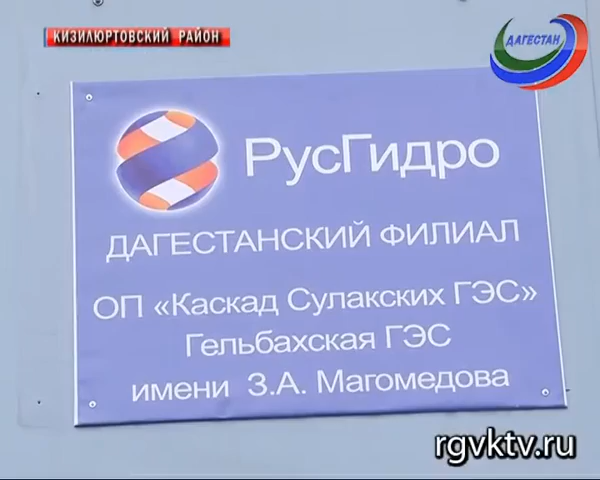 КИЗИЛЮРТОВСКИЙ РАЙОН
ДАГЕСТАН
РусГидро
ДАГЕСТАНСКИЙ ФИЛИАЛ
ОП «Каскад Сулакских ГЭС»
Гельбахская ГЭС
имени З.А. Магомедова
rgvktv.ru